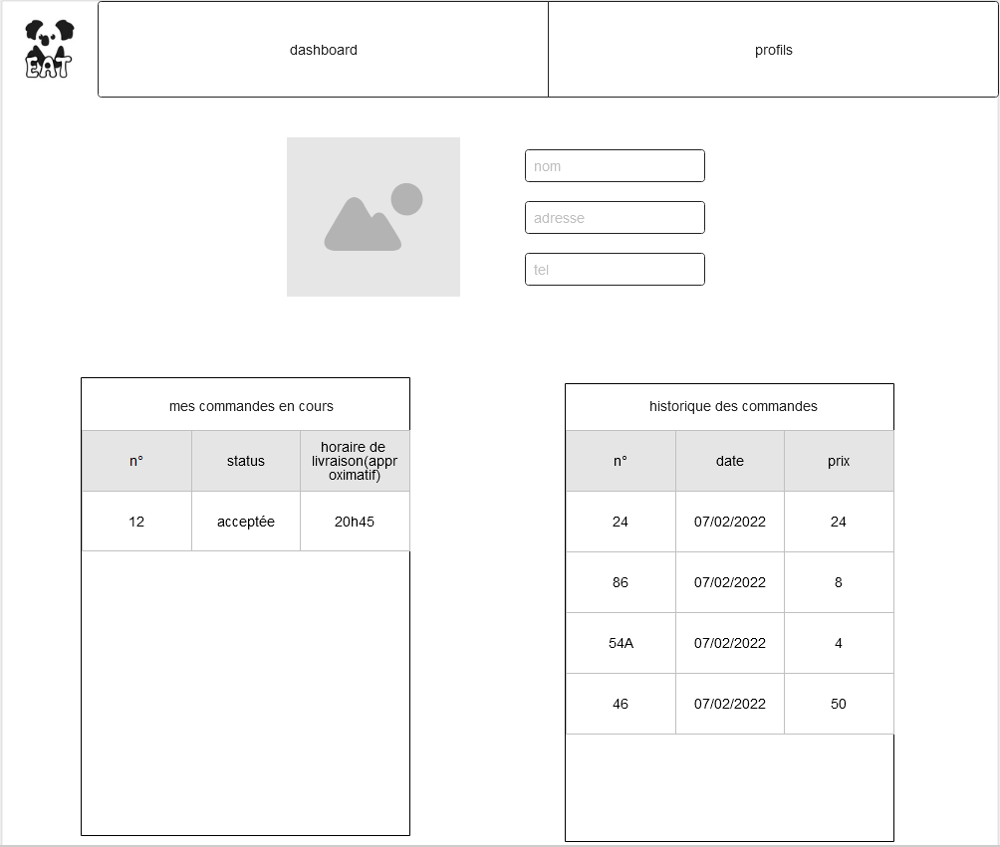 EAT
dashboard
profils
nom
adresse
tel
mes commandes en cours
n°
status
horaire de
livraison(appr
oximatif)
12
acceptée
20h45
historique des commandes
n°
date
prix
24
07/02/2022
24
86
07/02/2022
8
54A
07/02/2022
4
46
07/02/2022
50